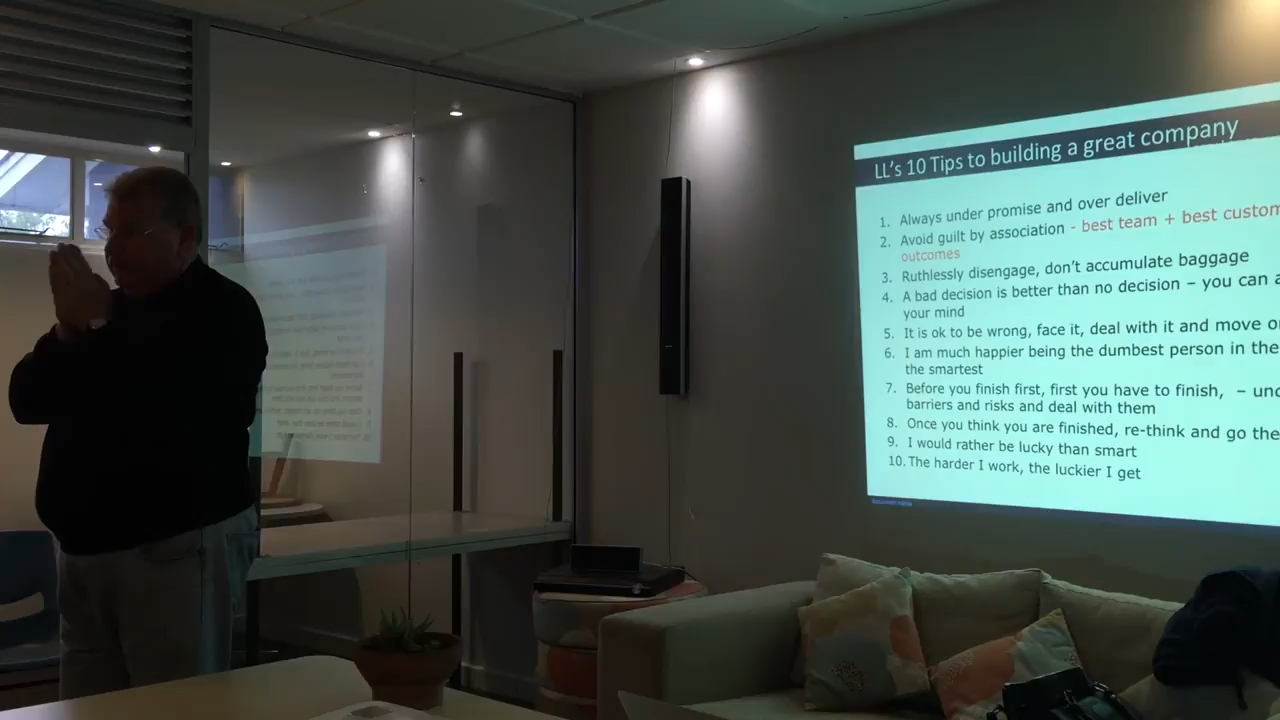 LL's 10 Tips to building a great company
1. Always under promise and over deliver
2. Avoid guilt by association - best team + best custom
outcomes
3. Ruthlessly disengage, don't accumulate baggage
4. A bad decision is better than no decision – you can a
your mind
5. It is ok to be wrong, face it, deal with it and move o
6. I am much happier being the dumbest person in the
the smartest
7. Before you finish first, first you have to finish, – und
barriers and risks and deal with them
8. Once you think you are finished, re-think and go the
9. I would rather be lucky than smart
10. The harder I work, the luckier I get